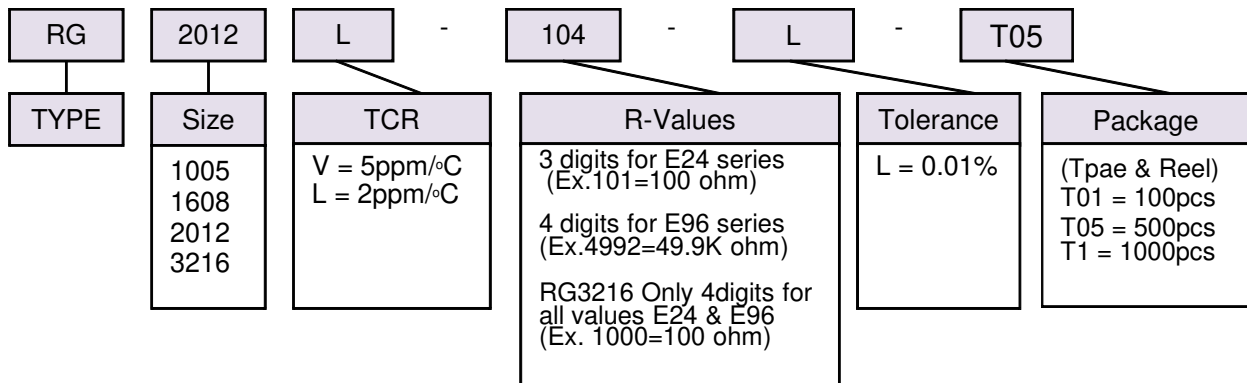 RG 2012 L - 104 - L - T05
TYPE Size TCR R-Values Tolerance Package
1005
1608
2012
3216
V = 5ppm/°C
L = 2ppm/°C
3 digits for E24 series
(Ex.101=100 ohm)
4 digits for E96 series
(Ex.4992=49.9K ohm)
RG3216 Only 4digits for
all values E24 & E96
(Ex. 1000=100 ohm)
L = 0.01%
(Tpae & Reel)
T01 = 100pcs
T05 = 500pcs
T1 = 1000pcs